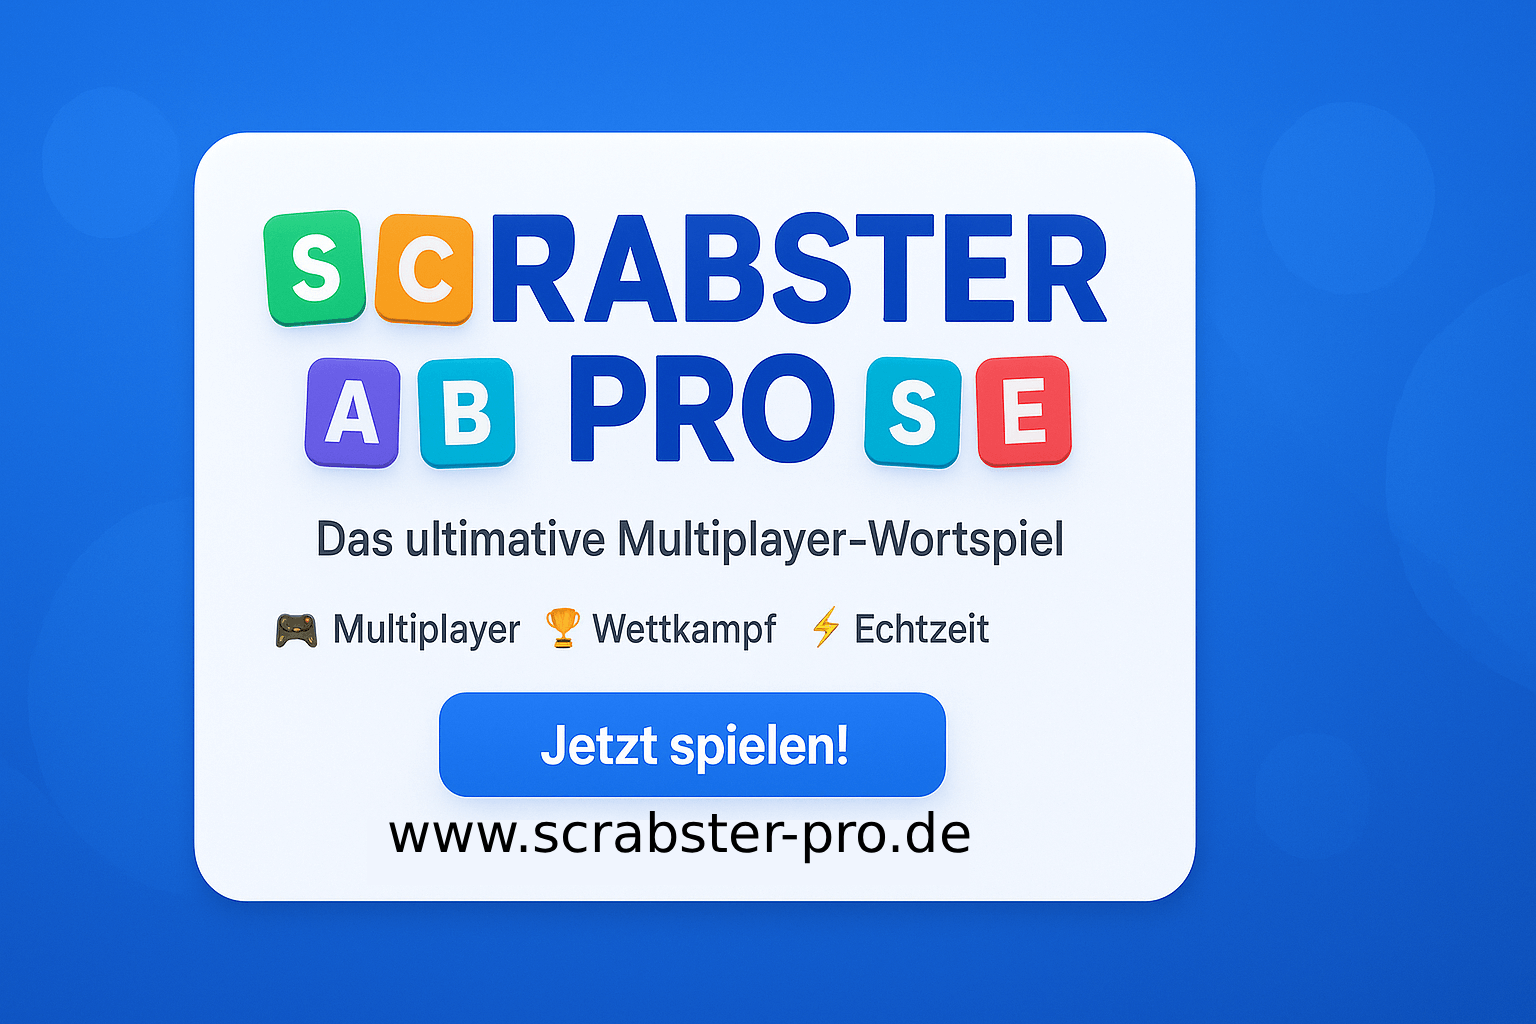 SCRABSTER
AB PRO SE
Das ultimative Multiplayer-Wortspiel
Multiplayer Wettkampf Echtzeit
Jetzt spielen!
www.scrabster-pro.de